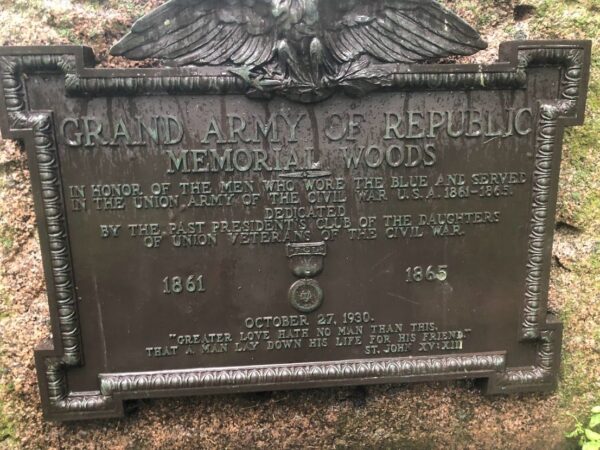 GRAND ARMY OF REPUBLIC
MEMORIAL WOODS
IN HONOR OF THE MEN WHO WORE THE BLUE AND SERVED
IN THE UNION ARMY OF THE CIVIL WAR U.S.A. 1861-1865.
DEDICATED
BY THE PAST PRESIDENT'S CLUB OF THE DAUGHTERS
OF UNION VETERANS OF THE CIVIL WAR.
1861 1865
OCTOBER 27, 1930.
"GREATER LOVE HATH NO MAN THAN THIS,
THAT A MAN LAY DOWN HIS LIFE FOR HIS FRIEND."
ST. JOHN XV:XIII